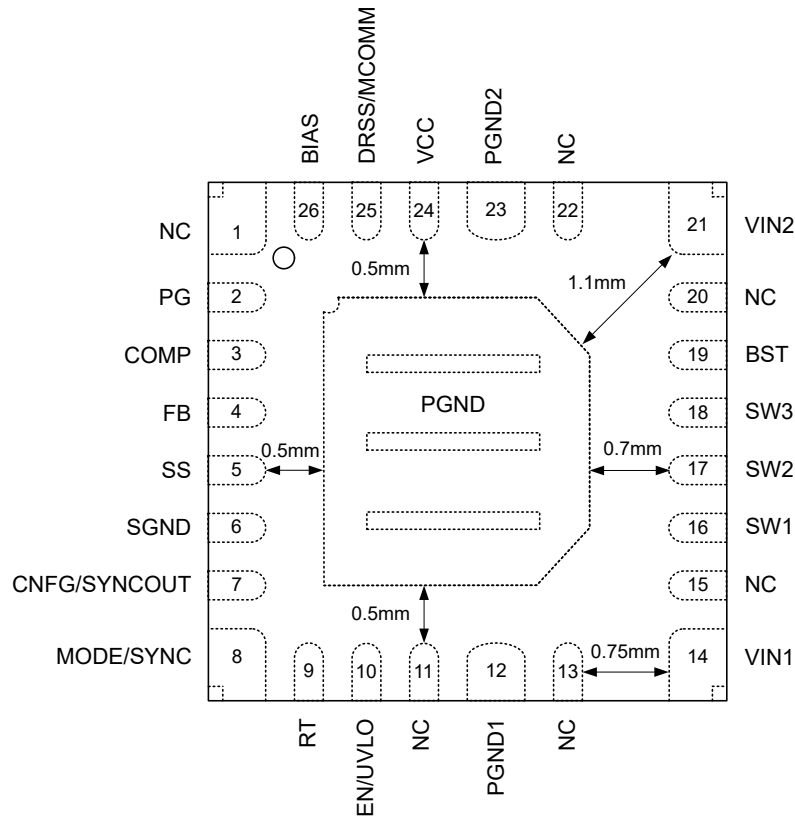 BIAS
DRSS/MCOMM
VCC
PGND2
NC
26
25
24
23
22
NC
1
21
VIN2
0.5mm
1.1mm
PG
2
20
NC
COMP
3
19
BST
FB
4
PGND
18
SW3
0.5mm
0.7mm
SS
5
17
SW2
SGND
6
16
SW1
CNFG/SYNCOUT
7
15
NC
0.5mm
0.75mm
MODE/SYNC
8
9
10
11
12
13
14
VIN1
RT
EN/UVLO
NC
PGND1
NC